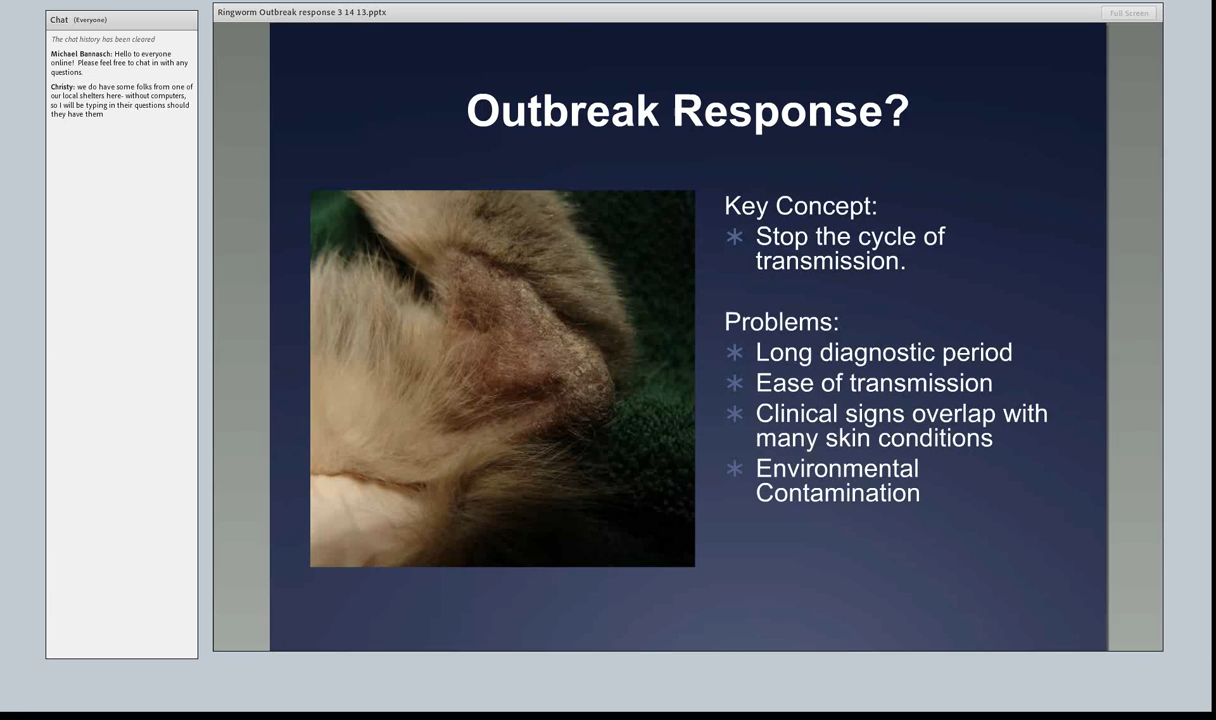 Chat (Everyone)
The chat history has been cleared
Michael Bannasch: Hello to everyone
online! Please feel free to chat in with any
questions.
Christy: we do have some folks from one of
our local shelters here- without computers,
so I will be typing in their questions should
they have them
Ringworm Outbreak response 3 14 13.pptx
Full Screen
Outbreak Response?
Key Concept:
Stop the cycle of
transmission.
Problems:
Long diagnostic period
Ease of transmission
Clinical signs overlap with
many skin conditions
Environmental
Contamination